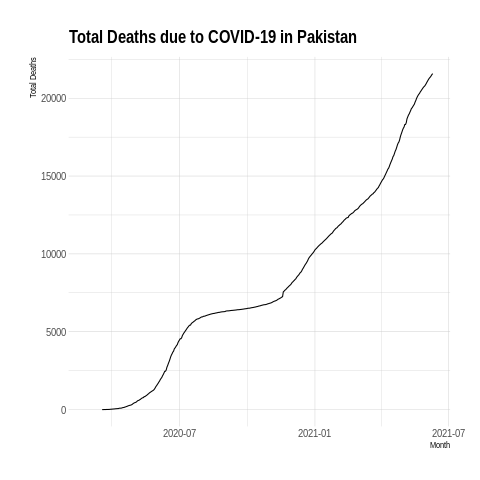 Total Deaths due to COVID-19 in Pakistan
Total Deaths
20000
15000
10000
5000
0
2020-07
2021-01
2021-07
Month